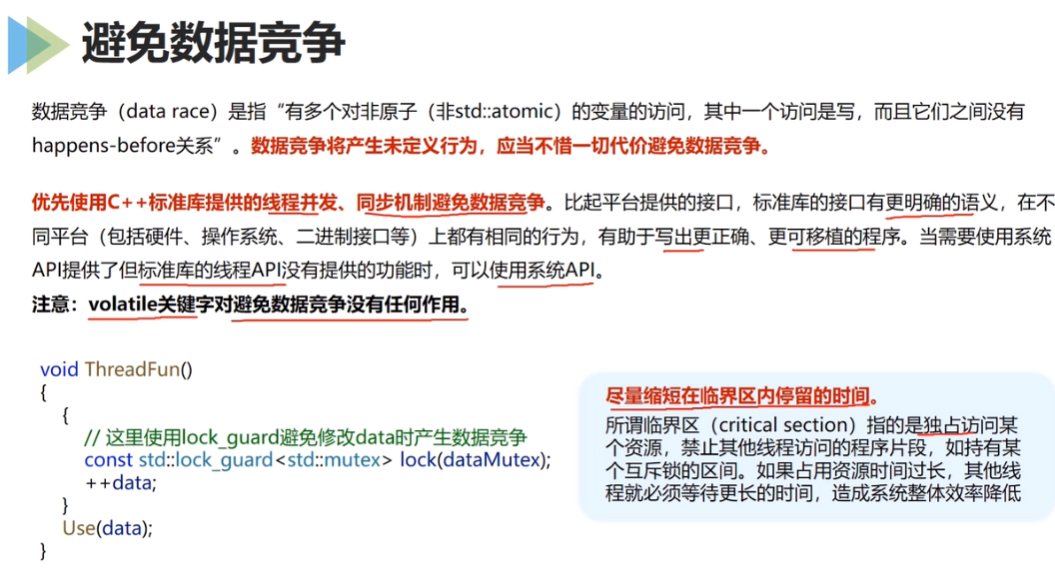 避免数据竞争
数据竞争（data race）是指“有多个对非原子（非std::atomic）的变量的访问，其中一个访问是写，而且它们之间没有
happens-before关系”。数据竞争将产生未定义行为，应当不惜一切代价避免数据竞争。
优先使用C++标准库提供的线程并发、同步机制避免数据竞争。比起平台提供的接口，标准库的接口有更明确的语义，在不
同平台（包括硬件、操作系统、二进制接口等）上都有相同的行为，有助于写出更正确、更可移植的程序。当需要使用系统
API提供了但标准库的线程API没有提供的功能时，可以使用系统API。
注意：volatile关键字对避免数据竞争没有任何作用。
void ThreadFun()
{
{
// 这里使用lock_guard避免修改data时产生数据竞争
const std::lock_guard<std::mutex> lock(dataMutex);
++data;
}
Use(data);
}
尽量缩短在临界区内停留的时间。
所谓临界区（critical section）指的是独占访问某
个资源，禁止其他线程访问的程序片段，如持有某
个互斥锁的区间。如果占用资源时间过长，其他线
程就必须等待更长的时间，造成系统整体效率降低